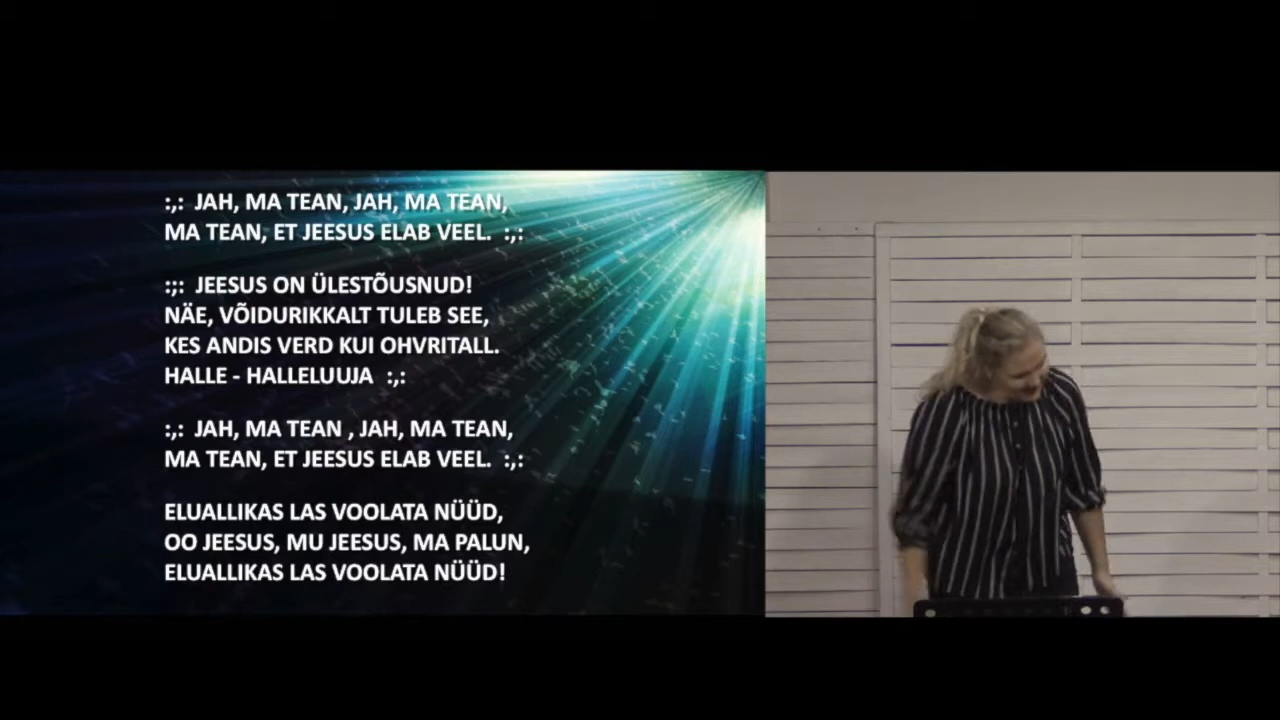 :,: JAH, MA TEAN, JAH, MA TEAN,
MA TEAN, ET JEESUS ELAB VEEL. :,:
:;: JEESUS ON ÜLESTÕUSNUD!
NÄE, VÕIDURIKKALT TULEB SEE,
KES ANDIS VERD KUI OHVRITALL.
HALLE - HALLELUUJA :,:
:,: JAH, MA TEAN , JAH, MA TEAN,
MA TEAN, ET JEESUS ELAB VEEL. :,:
ELUALLIKAS LAS VOOLATA NÜÜD,
OO JEESUS, MU JEESUS, MA PALUN,
ELUALLIKAS LAS VOOLATA NÜÜD!